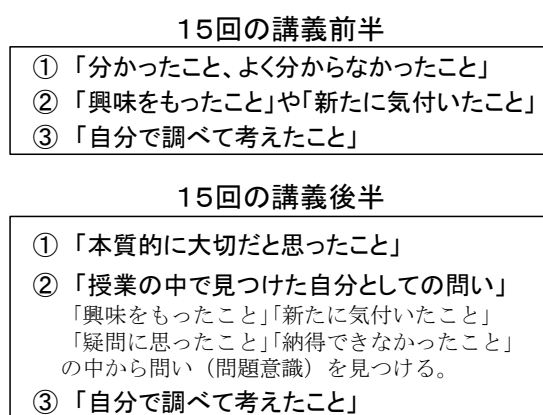 15回の講義前半
① 「分かったこと、よく分からなかったこと」
② 「興味をもったこと」や「新たに気付いたこと」
③ 「自分で調べて考えたこと」
15回の講義後半
① 「本質的に大切だと思ったこと」
② 「授業の中で見つけた自分としての問い」
「興味をもったこと」「新たに気付いたこと」
「疑問に思ったこと」「納得できなかったこと」
の中から問い（問題意識）を見つける。
③ 「自分で調べて考えたこと」